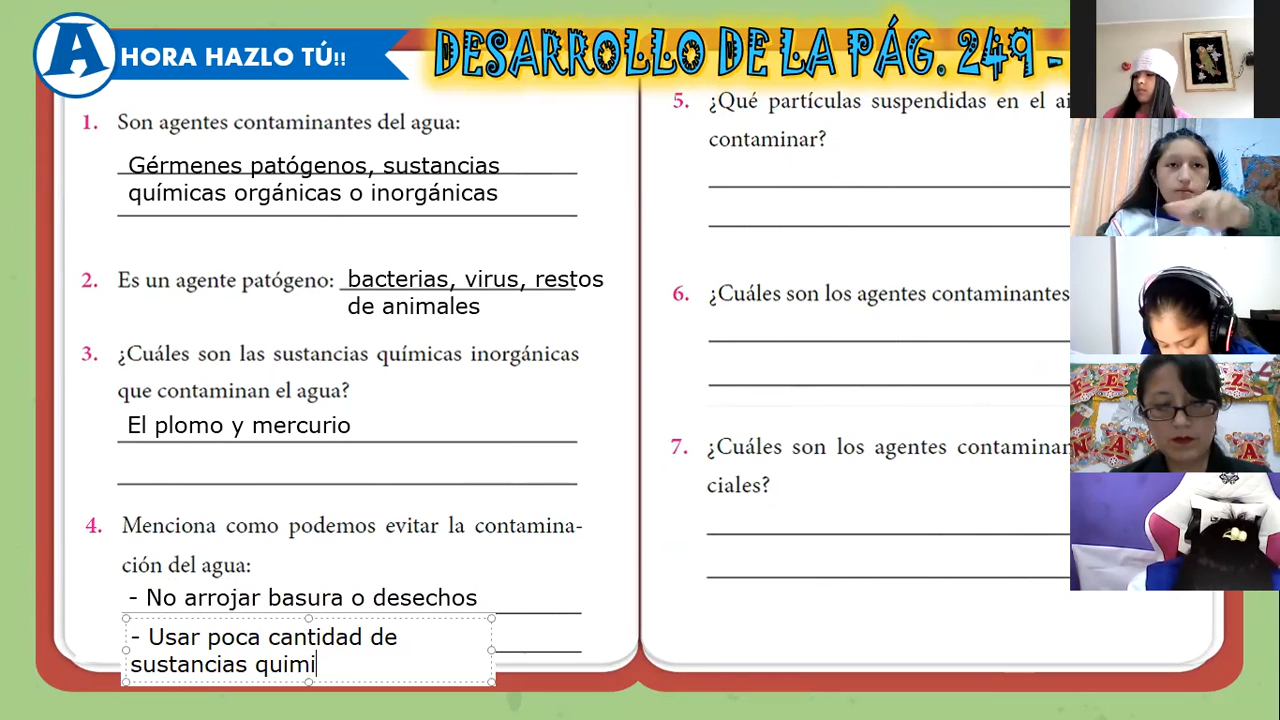 AHORA HAZLO TÚ!!
DESARROLLO DE LA PÁG. 249 -
1. Son agentes contaminantes del agua:
Gérmenes patógenos, sustancias
químicas orgánicas o inorgánicas
2. Es un agente patógeno: bacterias, virus, restos
de animales
3. ¿Cuáles son las sustancias químicas inorgánicas
que contaminan el agua?
El plomo y mercurio
4. Menciona como podemos evitar la contamina-
ción del agua:
- No arrojar basura o desechos
- Usar poca cantidad de
sustancias quimi
5. ¿Qué partículas suspendidas en el ai
contaminar?
6. ¿Cuáles son los agentes contaminantes
7. ¿Cuáles son los agentes contaminan
ciales?